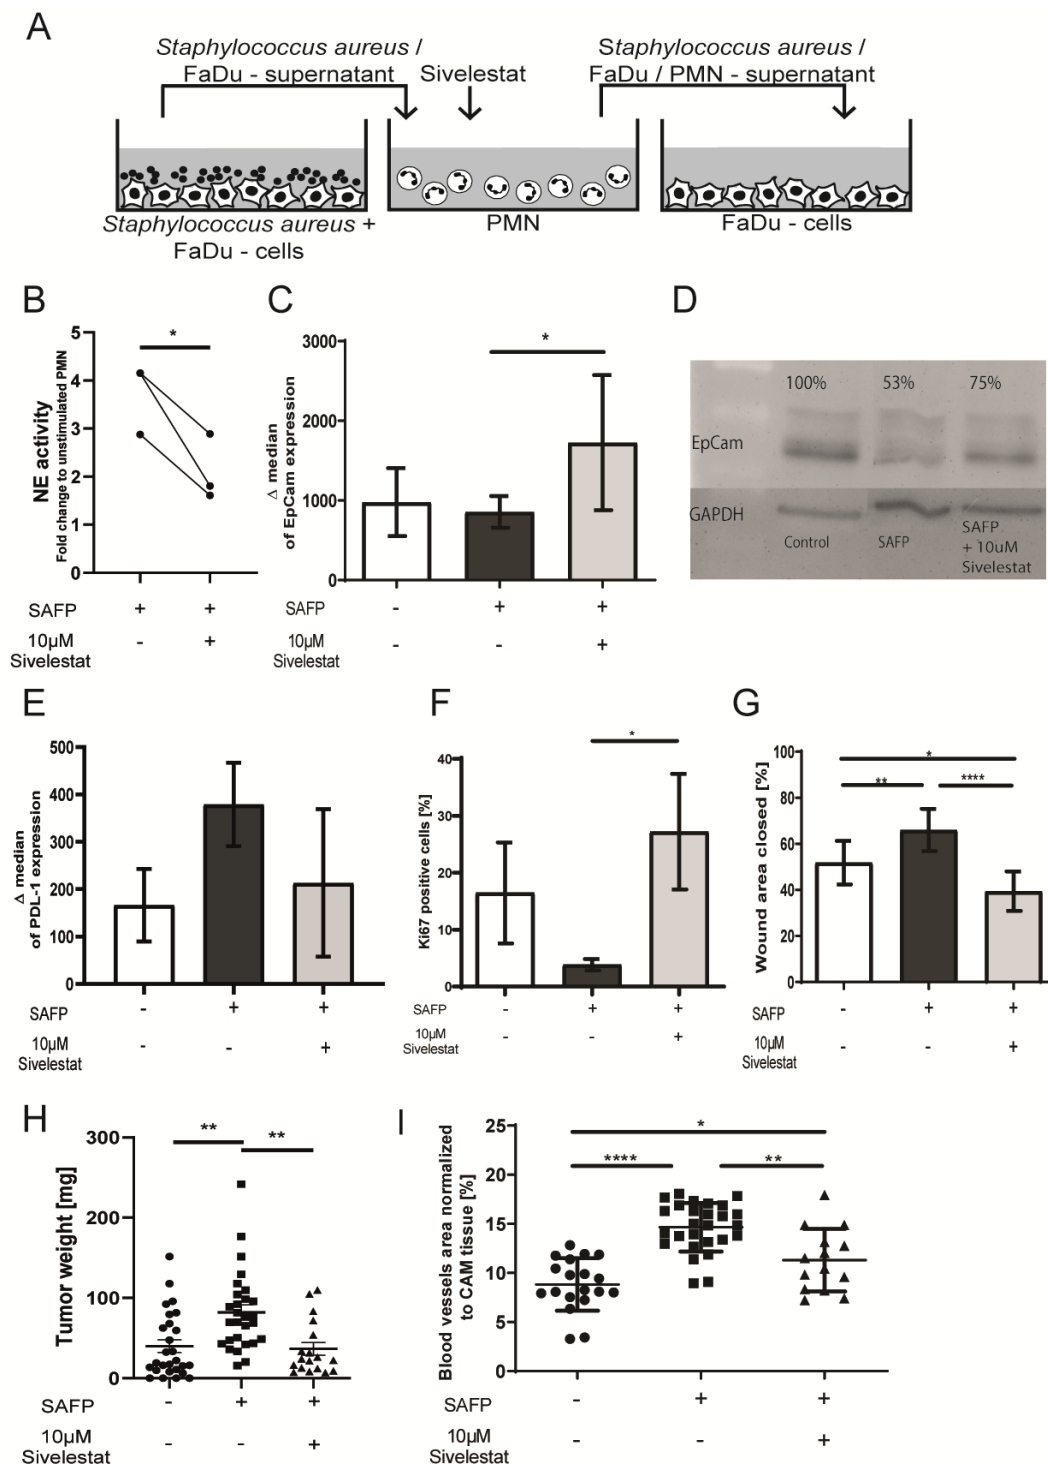 A
Staphylococcus aureus /
FaDu - supernatant
Sivelestat
Staphylococcus aureus /
FaDu / PMN - supernatant
Staphylococcus aureus +
FaDu - cells
PMN
FaDu - cells
B
NE activity
Fold change to unstimulated PMN
5
4
3
2
1
0
*
SAFP + +
10µM
Sivelestat
- +
C
Δ median
of EpCam expression
3000
2000
1000
0
*
SAFP - + +
10µM
Sivelestat
- - +
D
100% 53% 75%
EpCam
GAPDH
Control
SAFP
SAFP
+ 10uM
Sivelestat
E
Δ median
of PDL-1 expression
500
400
300
200
100
0
SAFP - + +
10µM
Sivelestat
- - +
F
Ki67 positive cells [%]
40
30
20
10
0
*
SAFP - + +
10µM
Sivelestat
- - +
G
Wound area closed [%]
100
80
60
40
20
0
*
** ****
SAFP - + +
10µM
Sivelestat
- - +
H
Tumor weight [mg]
300
200
100
0
** **
SAFP - + +
10µM
Sivelestat
- - +
I
Blood vessels area normalized
to CAM tissue [%]
25
20
15
10
5
0
*
**** **
SAFP - + +
10µM
Sivelestat
- - +